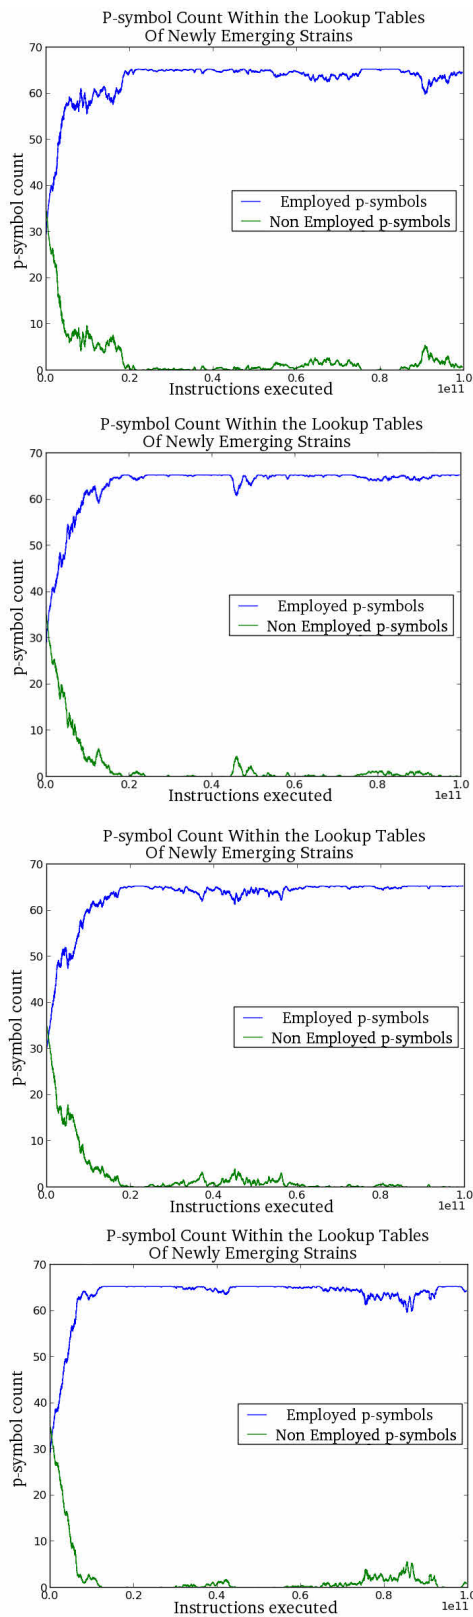 P-symbol Count Within the Lookup Tables
Of Newly Emerging Strains
70
60
50
40
30
20
10
0
p-symbol count
Employed p-symbols
Non Employed p-symbols
0.0 0.2 0.4 0.6 0.8 1.0
Instructions executed 1e11
P-symbol Count Within the Lookup Tables
Of Newly Emerging Strains
70
60
50
40
30
20
10
0
p-symbol count
Employed p-symbols
Non Employed p-symbols
0.0 0.2 0.4 0.6 0.8 1.0
Instructions executed 1e11
P-symbol Count Within the Lookup Tables
Of Newly Emerging Strains
70
60
50
40
30
20
10
0
p-symbol count
Employed p-symbols
Non Employed p-symbols
0.0 0.2 0.4 0.6 0.8 1.0
Instructions executed 1e11
P-symbol Count Within the Lookup Tables
Of Newly Emerging Strains
70
60
50
40
30
20
10
0
p-symbol count
Employed p-symbols
Non Employed p-symbols
0.0 0.2 0.4 0.6 0.8 1.0
Instructions executed 1e11